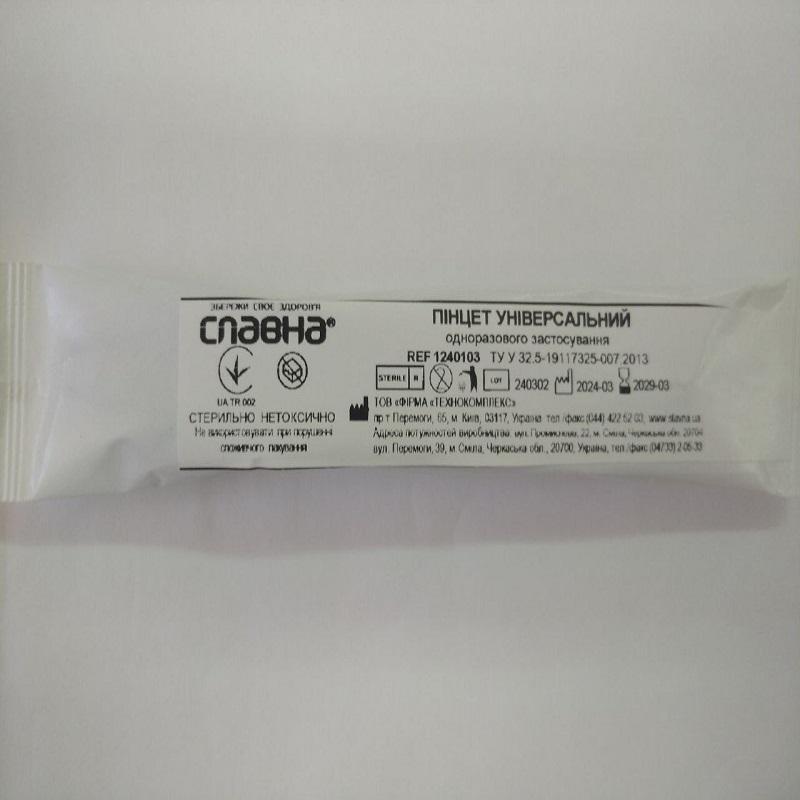 ЗБЕРЕЖИ СВОЄ ЗДОРОВ'Я
СЛАВНА®
UA.TR.002
СТЕРИЛЬНО НЕТОКСИЧНО
Не використовувати при порушенні
споживчого пакування
ПІНЦЕТ УНІВЕРСАЛЬНИЙ
одноразового застосування
REF 1240103 ТУ У 32.5-19117325-007:2013
STERILE R LOT 240302 2024-03 2029-03
ТОВ «ФІРМА «ТЕХНОКОМПЛЕКС»
пр-т Перемоги, 65, м. Київ, 03117, Україна тел./факс (044) 422 62 03, www.slavna.ua
Адреса потужностей виробництва: вул. Промислова, 22, м. Сміла, Черкаська обл. 20704
вул. Перемоги, 39, м. Сміла, Черкаська обл., 20700, Україна, тел./факс (04733) 2-06-33